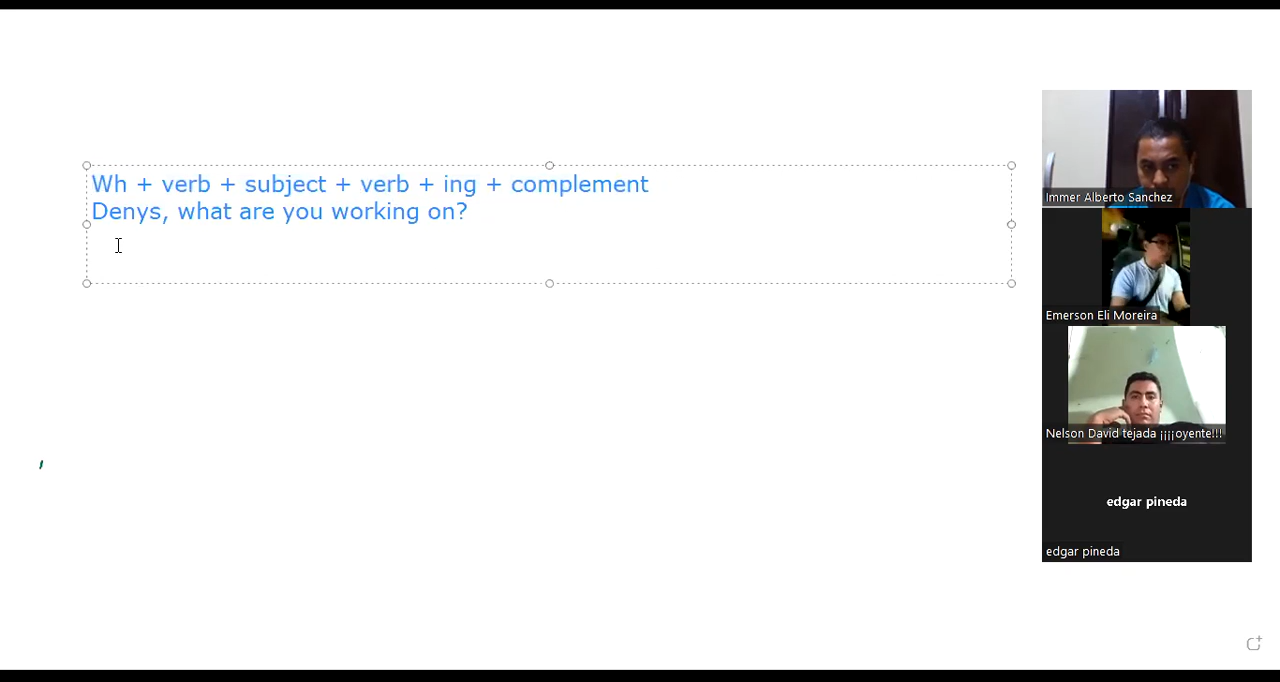 Wh + verb + subject + verb + ing + complement
Denys, what are you working on?
Immer Alberto Sanchez
Emerson Eli Moreira
Nelson David tejada ¡¡¡¡oyente!!!
edgar pineda
edgar pineda